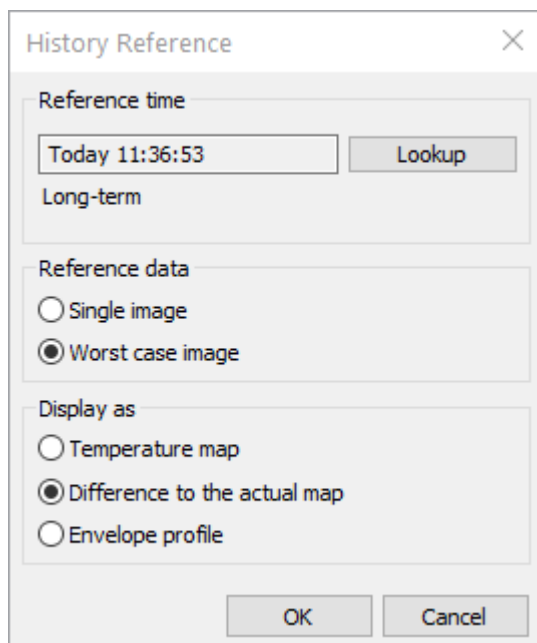 History Reference
Reference time
Today 11:36:53
Lookup
Long-term
Reference data
Single image
Worst case image
Display as
Temperature map
Difference to the actual map
Envelope profile
OK
Cancel